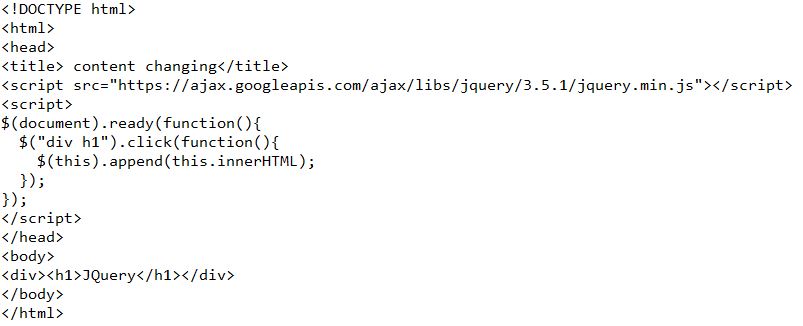 <!DOCTYPE html>
<html>
<head>
<title> content changing</title>
<script src="https://ajax.googleapis.com/ajax/libs/jquery/3.5.1/jquery.min.js"></script>
<script>
$(document).ready(function(){
  $("div h1").click(function(){
    $(this).append(this.innerHTML);
  });
});
</script>
</head>
<body>
<div><h1>JQuery</h1></div>
</body>
</html>